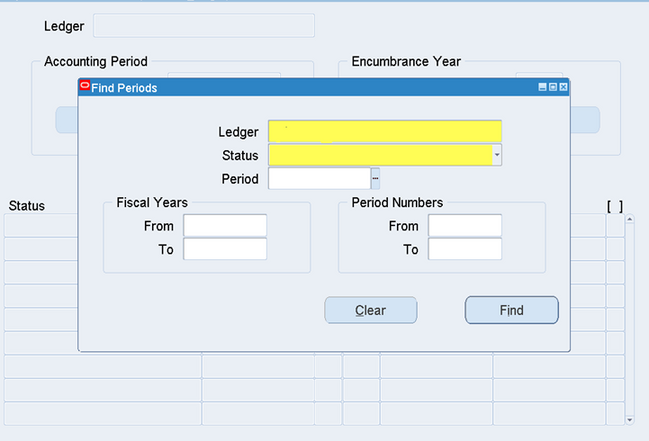 Ledger
Accounting Period
Encumbrance Year
Find Periods
Ledger
Status
Period
Fiscal Years
Period Numbers
From
From
To
To
Clear
Find
Status
[ ]